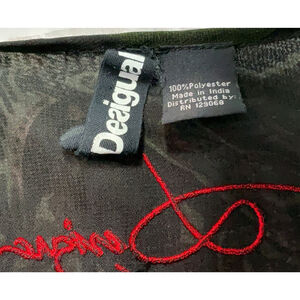 Desigual
100%Polyester
Made in India
Distributed by:
RN 129068